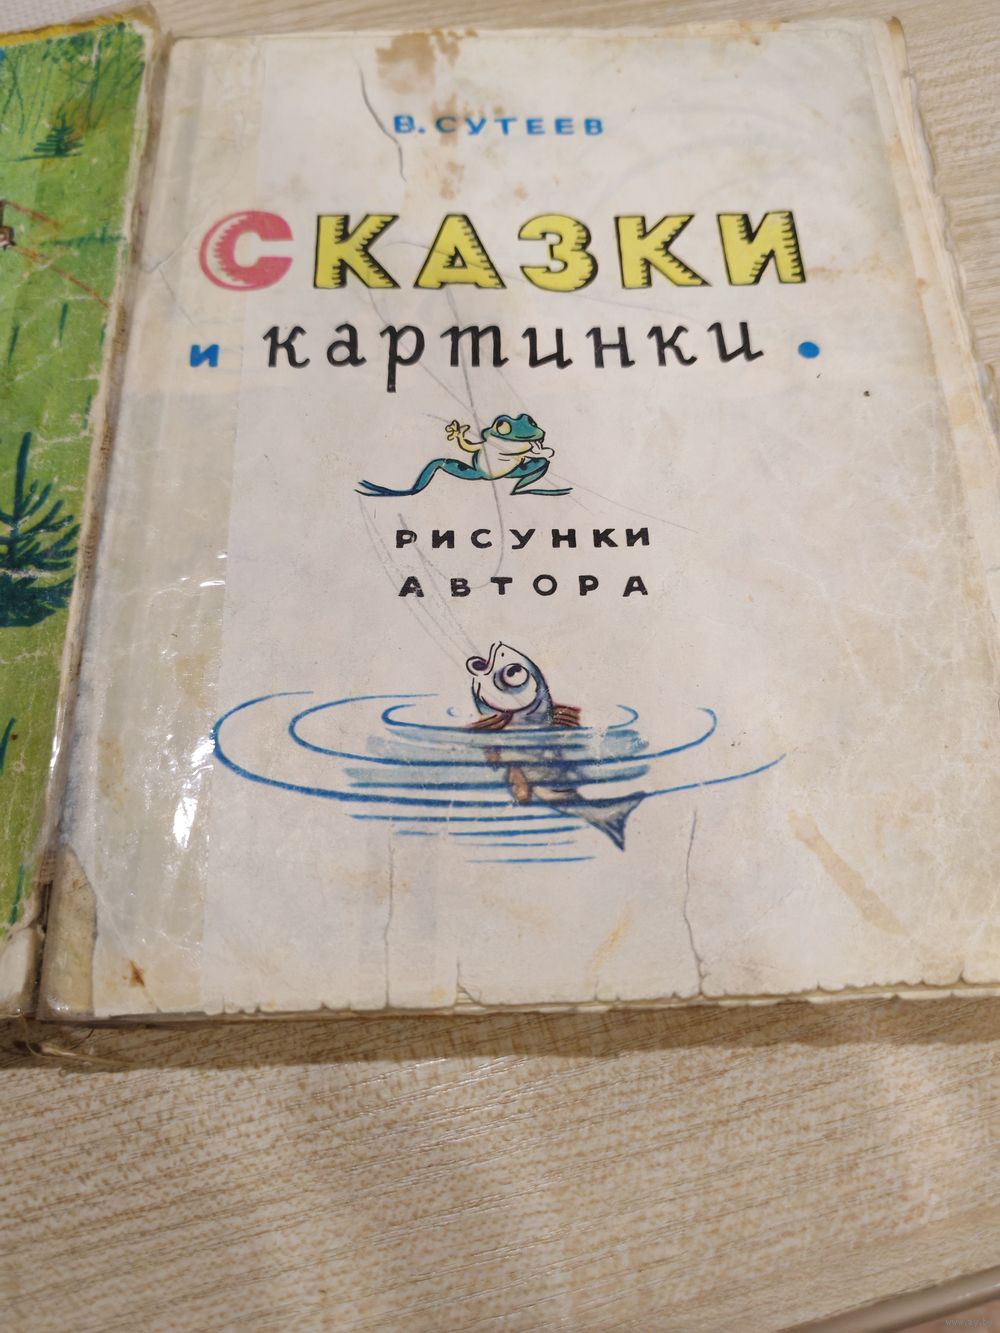 В. СУТЕЕВ
СКАЗКИ
и картинки.
РИСУНКИ
АВТОРА